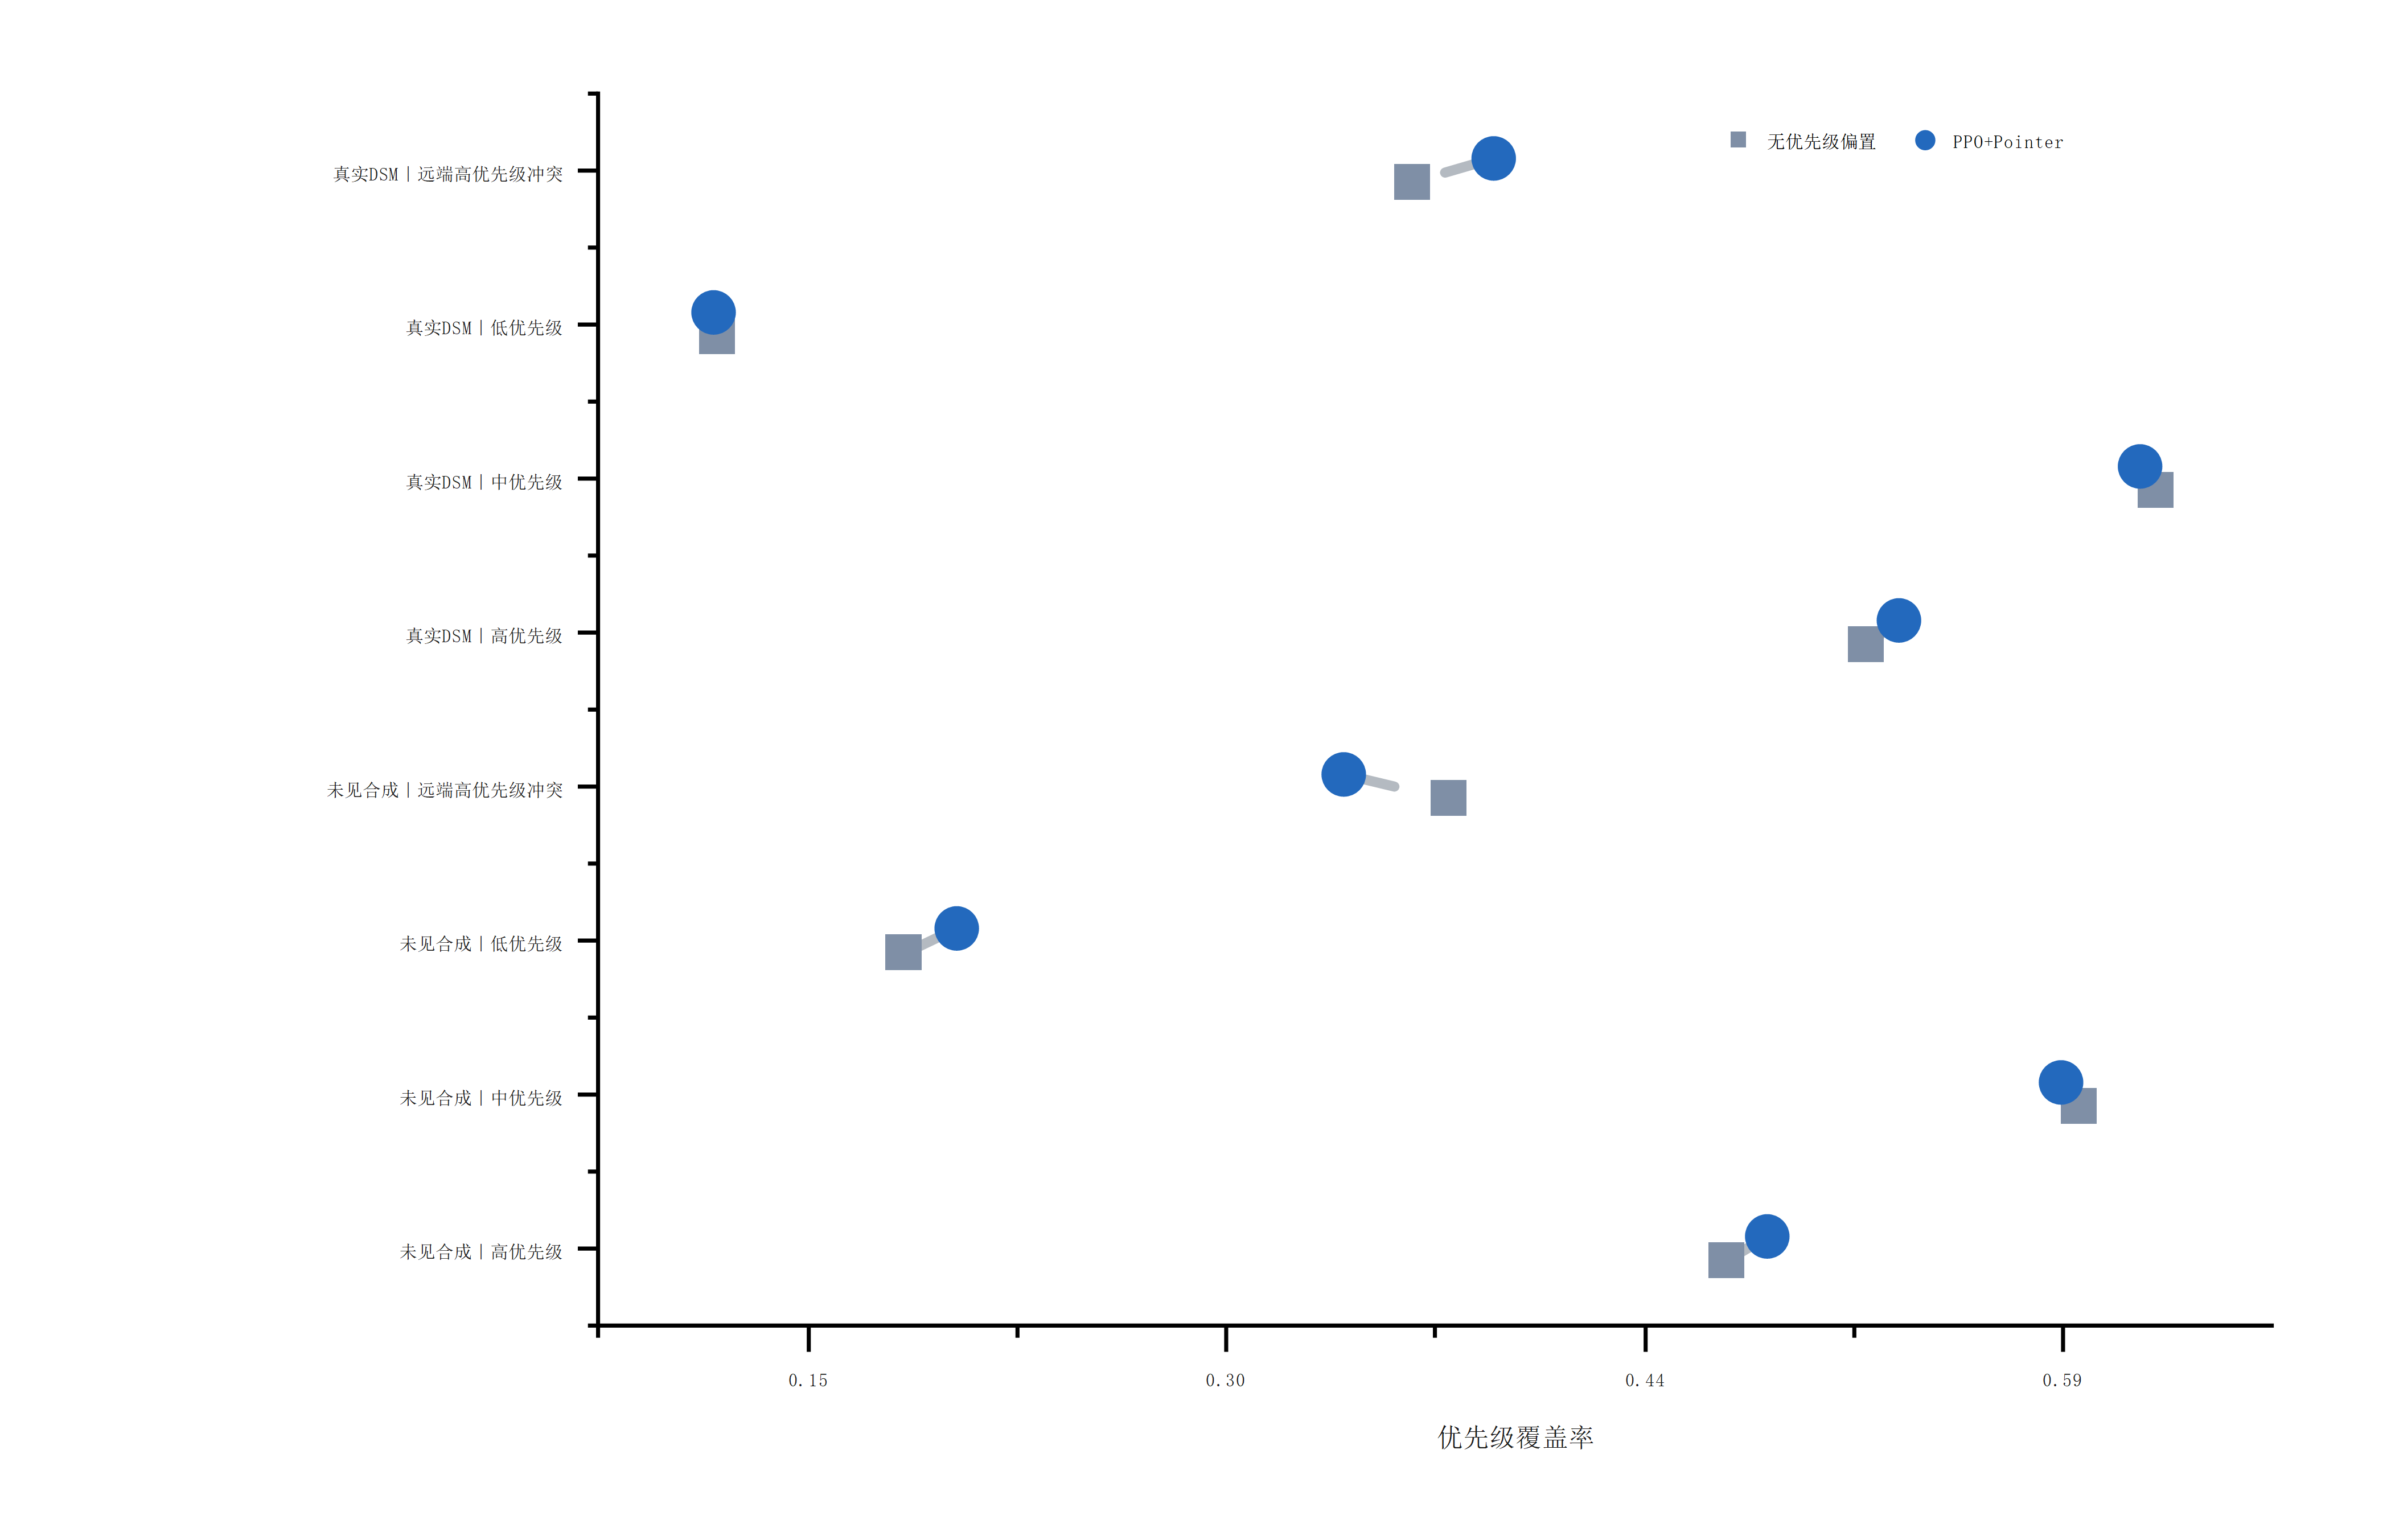 无优先级偏置 PPO+Pointer
真实DSM|远端高优先级冲突
真实DSM|低优先级
真实DSM|中优先级
真实DSM|高优先级
未见合成|远端高优先级冲突
未见合成|低优先级
未见合成|中优先级
未见合成|高优先级
0.15 0.30 0.44 0.59
优先级覆盖率